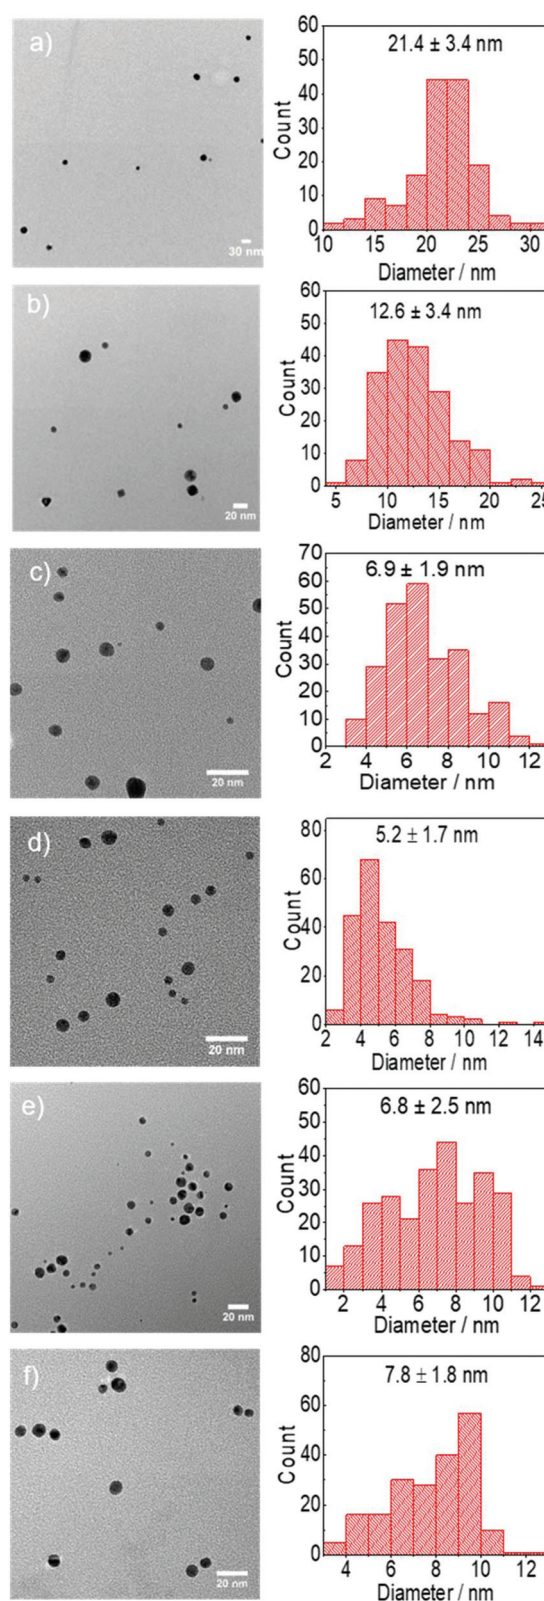 a)
30 nm
21.4 ± 3.4 nm
Count
60
50
40
30
20
10
0
10 15 20 25 30
Diameter / nm
b)
20 nm
12.6 ± 3.4 nm
Count
60
50
40
30
20
10
0
5 10 15 20 25
Diameter / nm
c)
20 nm
6.9 ± 1.9 nm
Count
70
60
50
40
30
20
10
0
2 4 6 8 10 12
Diameter / nm
d)
20 nm
5.2 ± 1.7 nm
Count
80
60
40
20
0
2 4 6 8 10 12 14
Diameter / nm
e)
20 nm
6.8 ± 2.5 nm
Count
60
50
40
30
20
10
0
2 4 6 8 10 12
Diameter / nm
f)
20 nm
7.8 ± 1.8 nm
Count
80
60
40
20
0
4 6 8 10 12
Diameter / nm